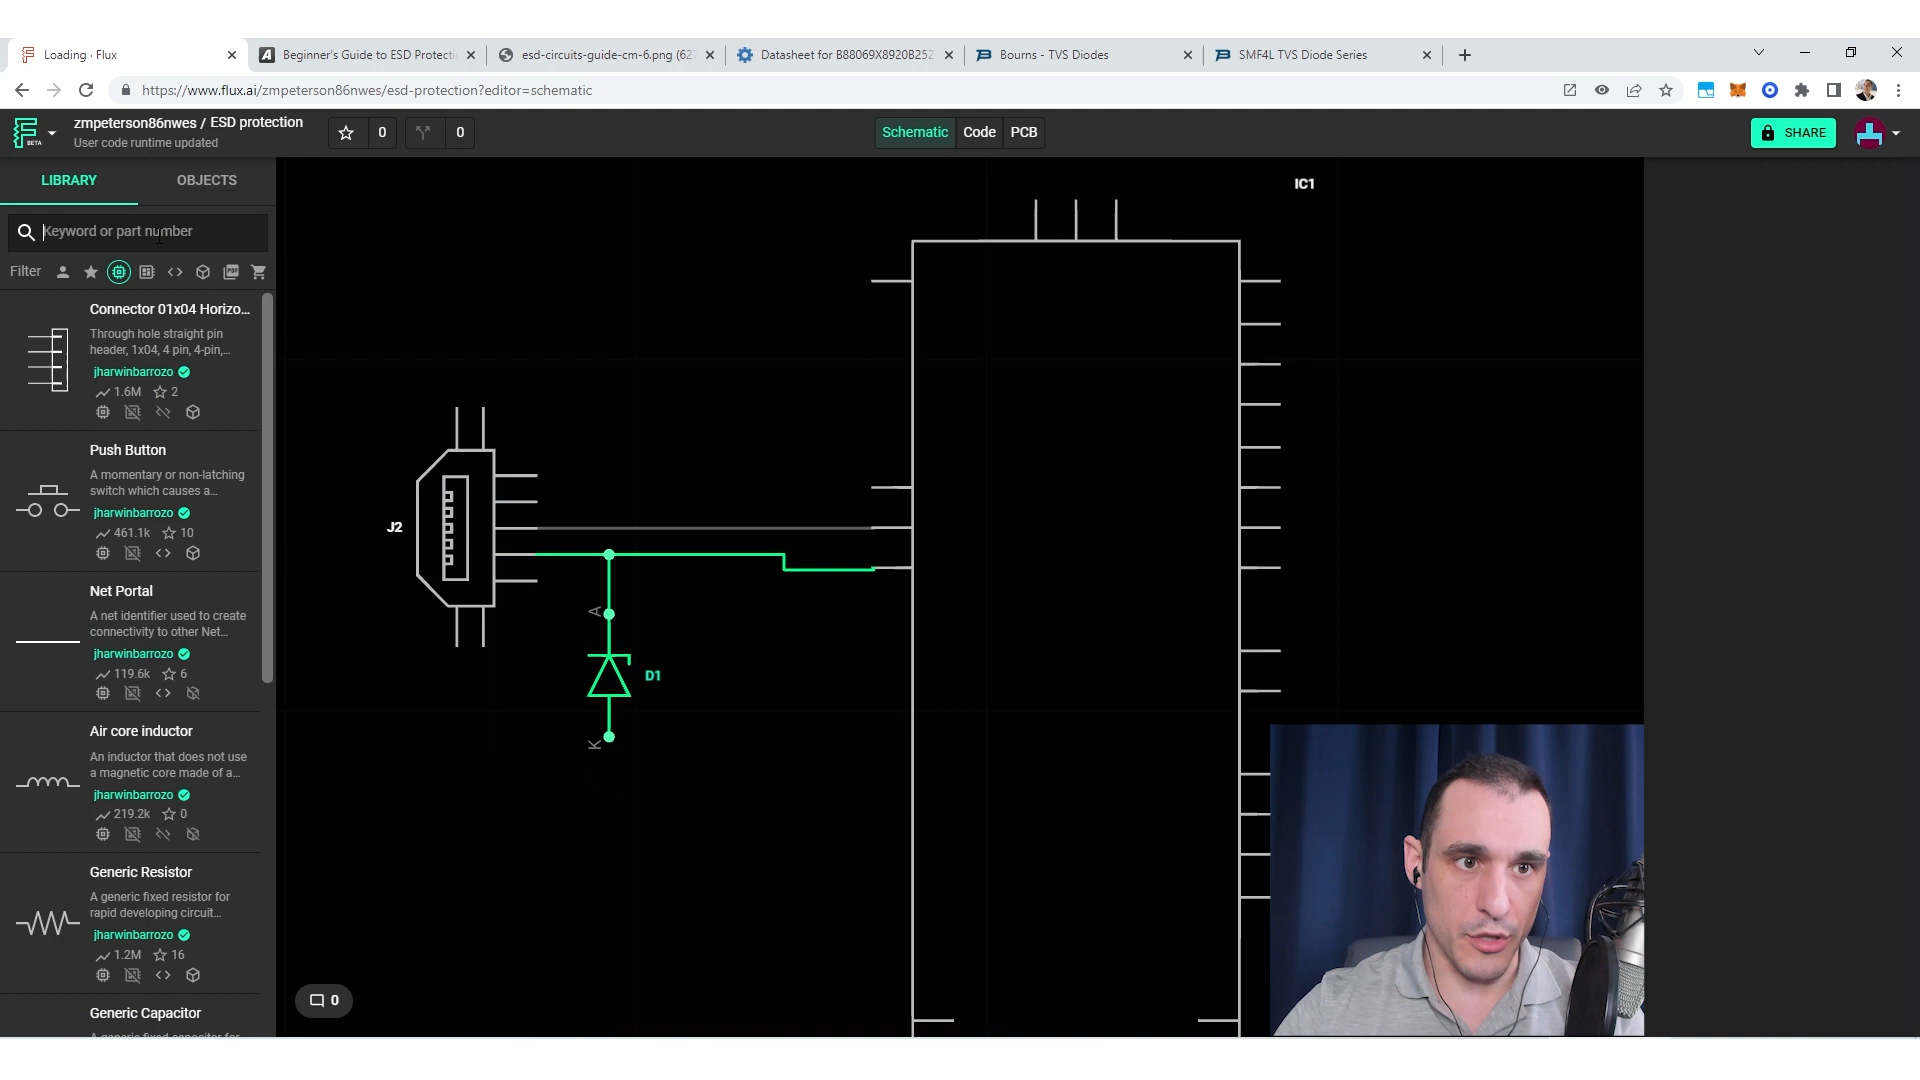 Loading · Flux
Beginner's Guide to ESD Protecti
esd-circuits-guide-cm-6.png (627
Datasheet for B88069X8920B252
Bourns - TVS Diodes
SMF4L TVS Diode Series
https://www.flux.ai/zmpeterson86nwes/esd-protection?editor=schematic
BETA
zmpeterson86nwes / ESD protection
User code runtime updated
0
0
Schematic
Code
PCB
SHARE
LIBRARY
OBJECTS
Keyword or part number
Filter
PDF
Connector 01x04 Horizo...
Through hole straight pin
header, 1x04, 4 pin, 4-pin,...
jharwinbarrozo
1.6M
2
Push Button
A momentary or non-latching
switch which causes a...
jharwinbarrozo
461.1k
10
Net Portal
A net identifier used to create
connectivity to other Net...
jharwinbarrozo
119.6k
6
Air core inductor
An inductor that does not use
a magnetic core made of a...
jharwinbarrozo
219.2k
0
Generic Resistor
A generic fixed resistor for
rapid developing circuit...
jharwinbarrozo
1.2M
16
Generic Capacitor
A generic fixed capacitor for
IC1
J2
A
D1
K
0